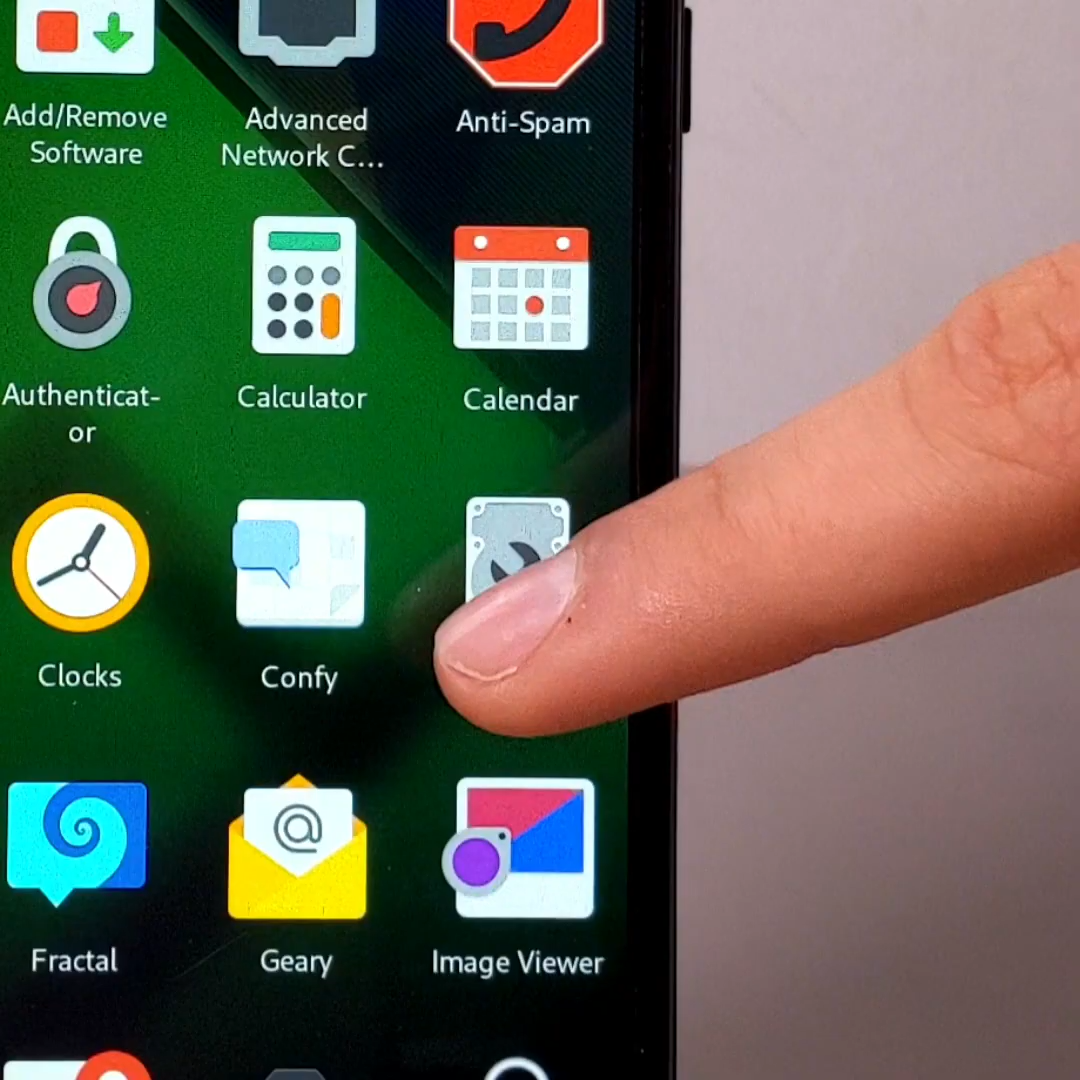 Add/Remove
Software
Advanced
Network C...
Anti-Spam
Authenticat-
or
Calculator
Calendar
Clocks
Confy
@
Fractal
Geary
Image Viewer